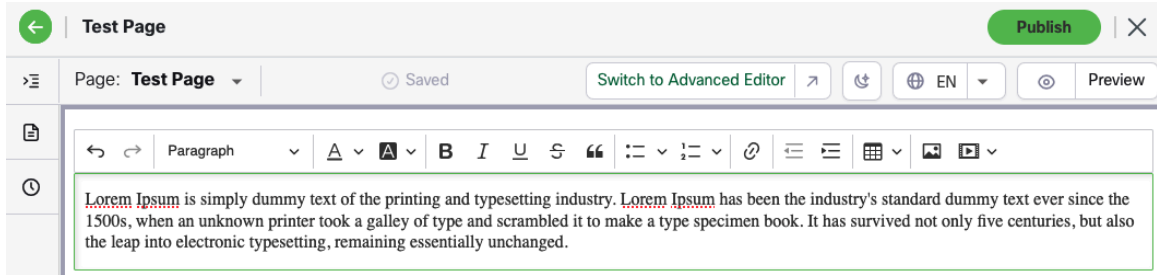 Test Page
Publish
Page: Test Page
Saved
Switch to Advanced Editor
EN
Preview
Paragraph
A A B I U S
Lorem Ipsum is simply dummy text of the printing and typesetting industry. Lorem Ipsum has been the industry's standard dummy text ever since the
1500s, when an unknown printer took a galley of type and scrambled it to make a type specimen book. It has survived not only five centuries, but also
the leap into electronic typesetting, remaining essentially unchanged.